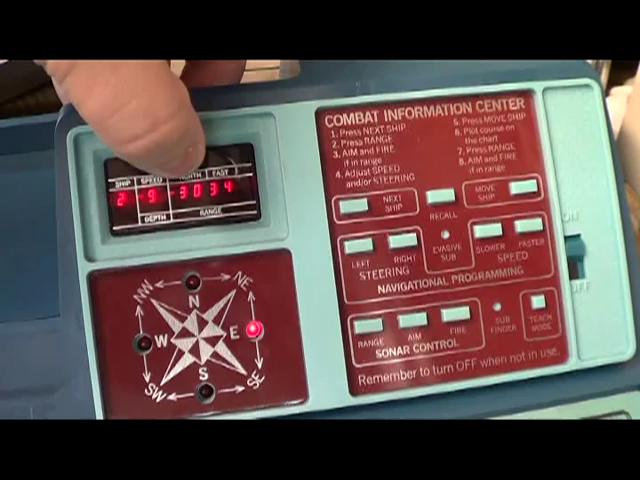 SHIP SPEED NORTH EAST
2 - 9 - 3034
DEPTH RANGE
NW N NE
W E
SW S SE
COMBAT INFORMATION CENTER
1. Press NEXT SHIP
2. Press RANGE
3. AIM and FIRE
if in range
4. Adjust SPEED
and/or STEERING
5. Press MOVE SHIP
6. Plot course on
the chart
7. Press RANGE
8. AIM and FIRE
if in range
NEXT
SHIP
RECALL
MOVE
SHIP
LEFT RIGHT
STEERING
EVASIVE
SUB
SLOWER FASTER
SPEED
NAVIGATIONAL PROGRAMMING
RANGE AIM FIRE
SONAR CONTROL
SUB
FINDER
TEACH
MODE
Remember to turn OFF when not in use.
ON
OFF